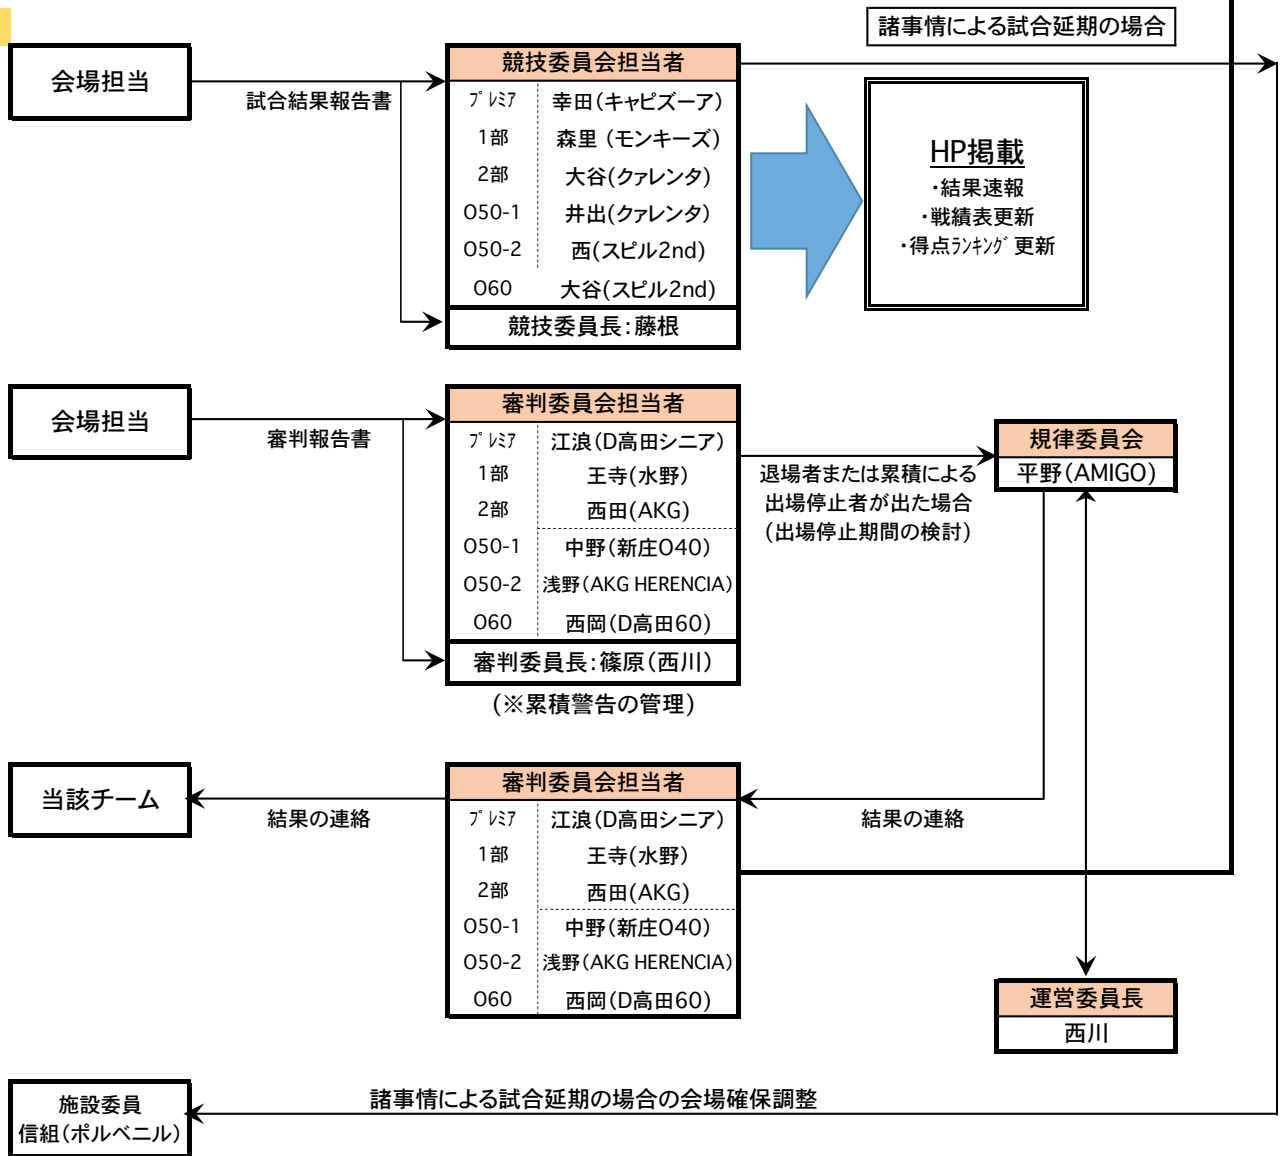 諸事情による試合延期の場合
会場担当
試合結果報告書
競技委員会担当者
ﾌﾟﾚﾐｱ 幸田(キャピズーア)
1部 森里 (モンキーズ)
2部 大谷(クァレンタ)
O50-1 井出(クァレンタ)
O50-2 西(スピル2nd)
O60 大谷(スピル2nd)
競技委員長:藤根
HP掲載
・結果速報
・戦績表更新
・得点ﾗﾝｷﾝｸﾞ更新
会場担当
審判報告書
審判委員会担当者
ﾌﾟﾚﾐｱ 江浪(D高田シニア)
1部 王寺(水野)
2部 西田(AKG)
O50-1 中野(新庄O40)
O50-2 浅野(AKG HERENCIA)
O60 西岡(D高田60)
審判委員長:篠原(西川)
(※累積警告の管理)
退場者または累積による
出場停止者が出た場合
(出場停止期間の検討)
規律委員会
平野(AMIGO)
当該チーム
結果の連絡
審判委員会担当者
ﾌﾟﾚﾐｱ 江浪(D高田シニア)
1部 王寺(水野)
2部 西田(AKG)
O50-1 中野(新庄O40)
O50-2 浅野(AKG HERENCIA)
O60 西岡(D高田60)
結果の連絡
運営委員長
西川
施設委員
信組(ポルベニル)
諸事情による試合延期の場合の会場確保調整